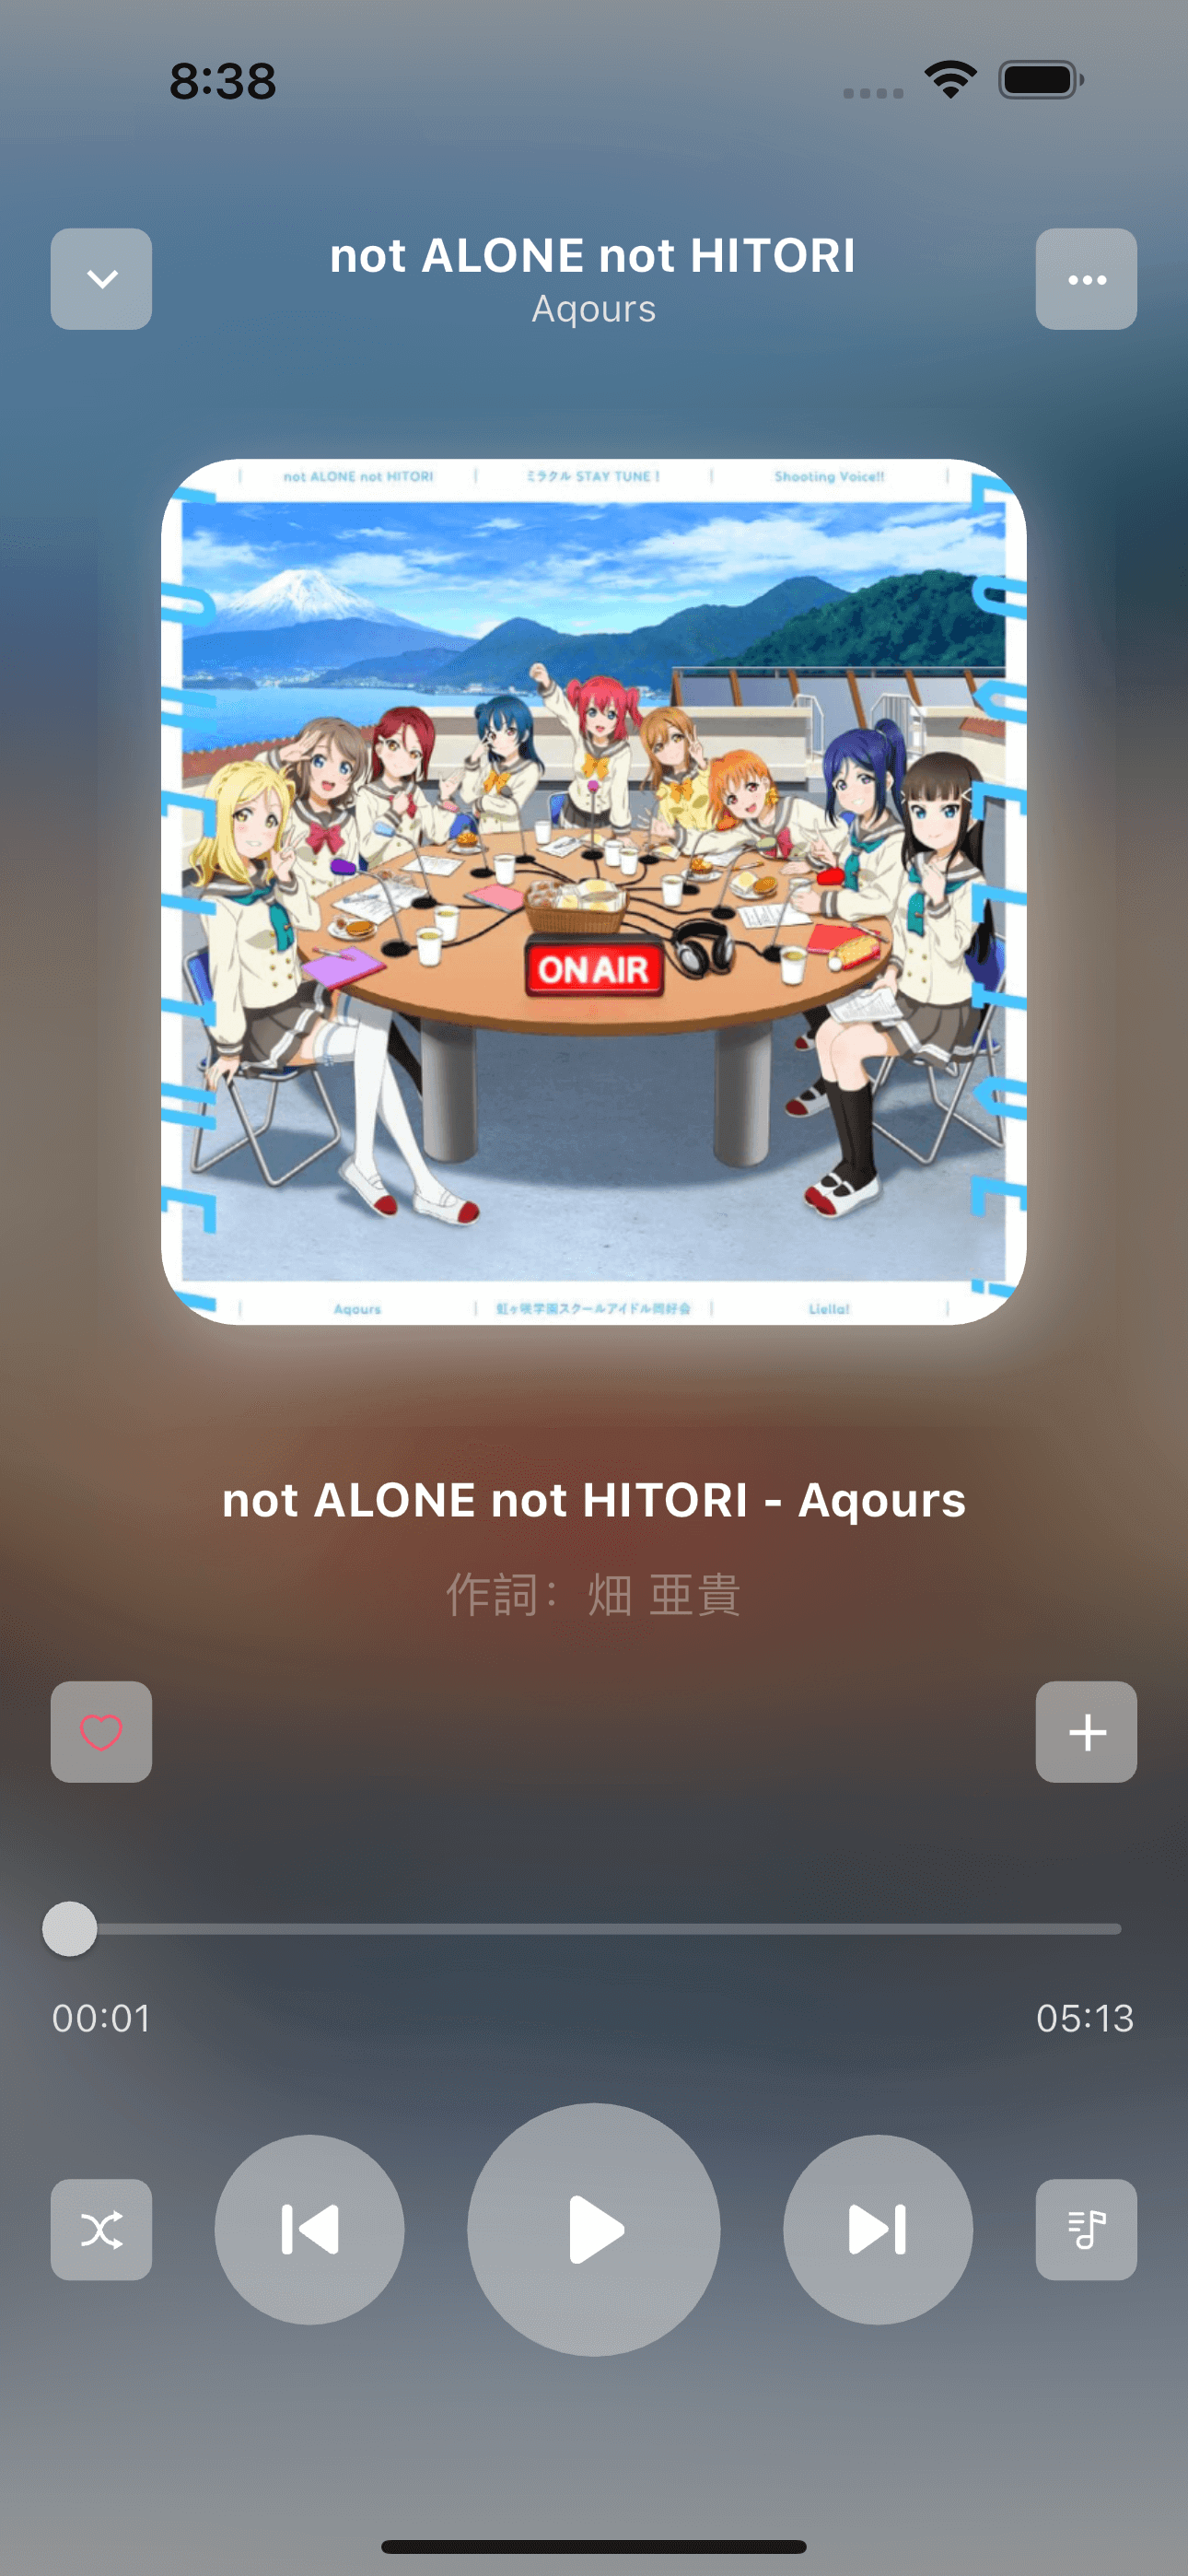 8:38
not ALONE not HITORI
Aqours
not ALONE not HITORI
ミラクル STAY TUNE！
Shooting Voice!!
ON AIR
Aqours
虹ヶ咲学園スクールアイドル同好会
Liella!
not ALONE not HITORI - Aqours
作詞：畑 亜貴
00:01
05:13